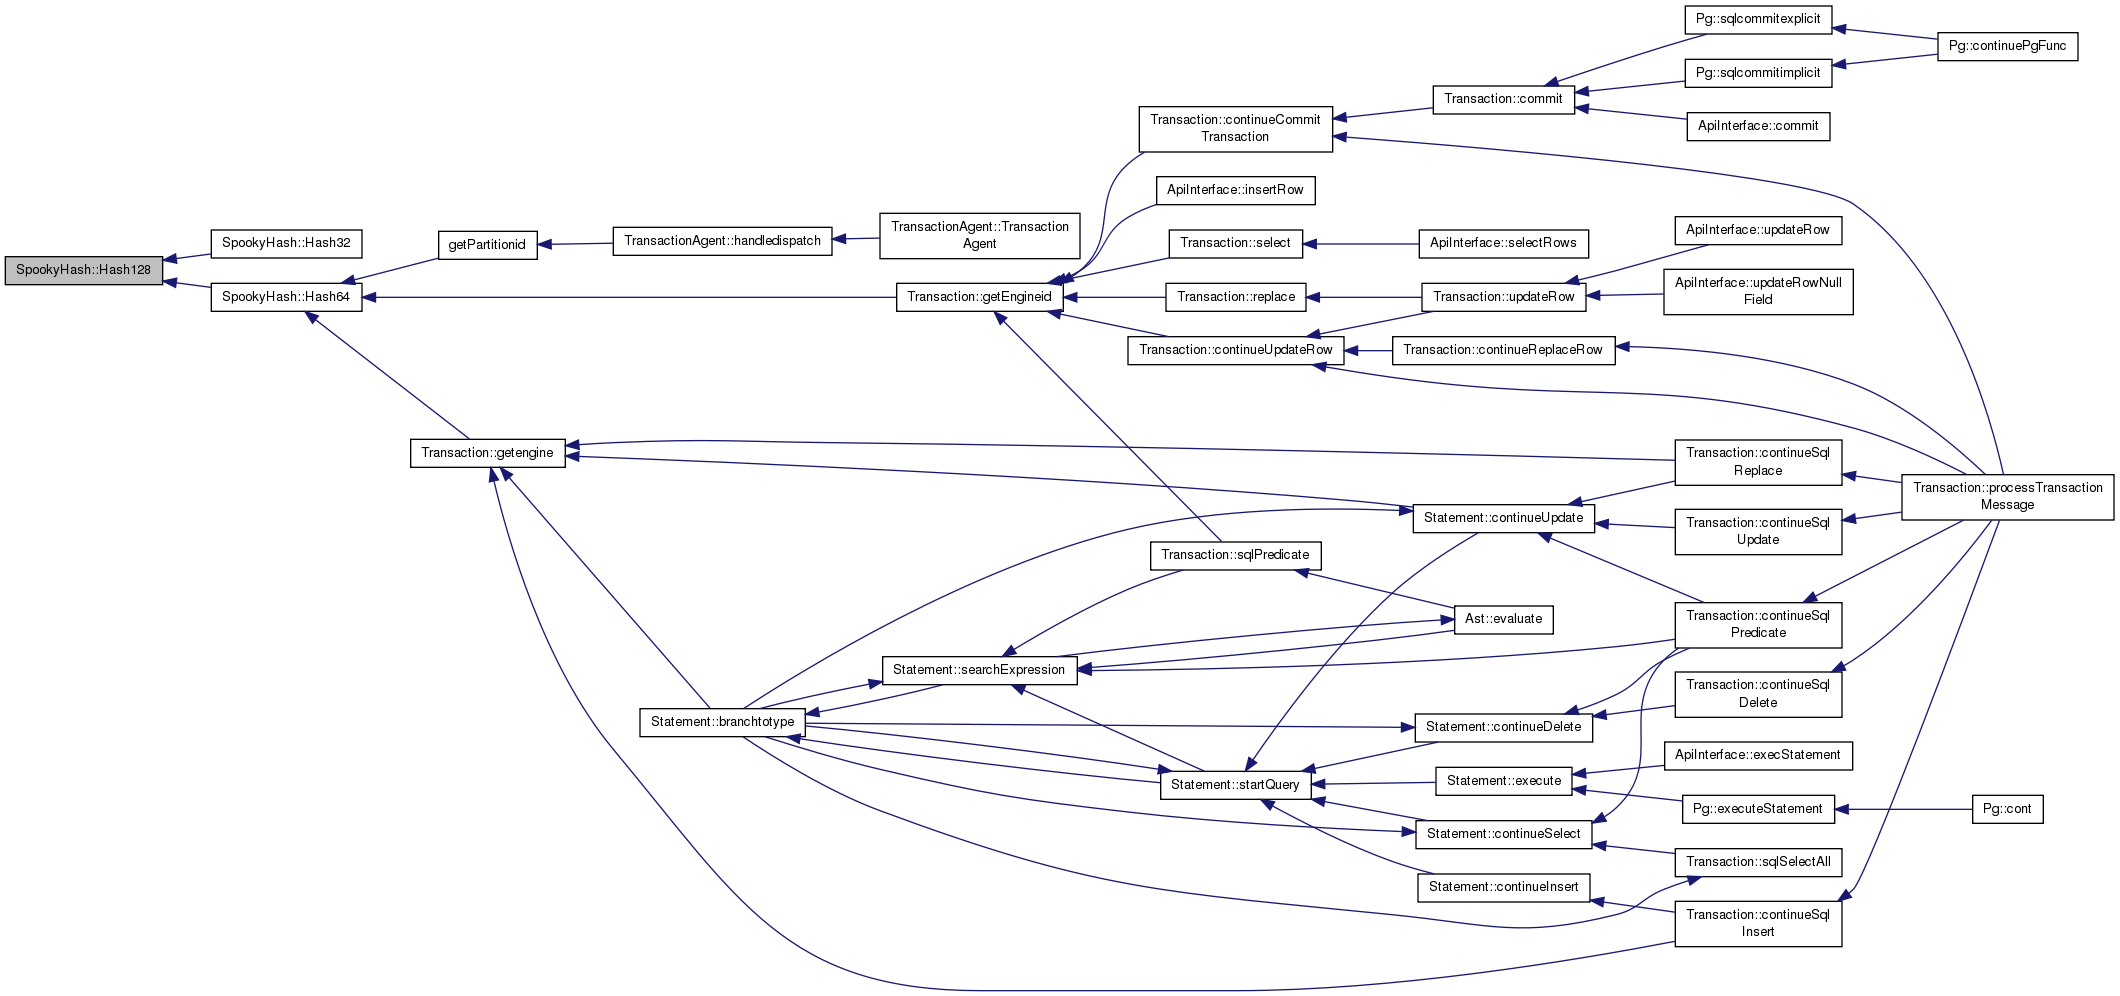 Pg::sqlcommitexplicit
Pg::continuePgFunc
Pg::sqlcommitimplicit
Transaction::commit
Transaction::continueCommit
Transaction
ApiInterface::commit
ApiInterface::insertRow
TransactionAgent::Transaction
Agent
ApiInterface::updateRow
SpookyHash::Hash32
getPartitionid
TransactionAgent::handledispatch
Transaction::select
ApiInterface::selectRows
SpookyHash::Hash128
SpookyHash::Hash64
Transaction::getEngineid
Transaction::replace
Transaction::updateRow
ApiInterface::updateRowNull
Field
Transaction::continueUpdateRow
Transaction::continueReplaceRow
Transaction::getengine
Transaction::continueSql
Replace
Transaction::processTransaction
Message
Statement::continueUpdate
Transaction::continueSql
Update
Transaction::sqlPredicate
Ast::evaluate
Transaction::continueSql
Predicate
Statement::searchExpression
Transaction::continueSql
Delete
Statement::branchtotype
Statement::continueDelete
ApiInterface::execStatement
Statement::startQuery
Statement::execute
Pg::executeStatement
Pg::cont
Statement::continueSelect
Transaction::sqlSelectAll
Statement::continueInsert
Transaction::continueSql
Insert